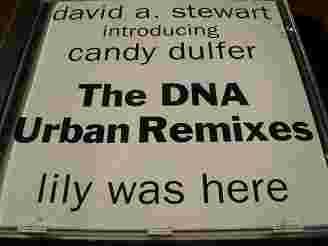 david a. stewart
introducing
candy dulfer
The DNA
Urban Remixes
lily was here